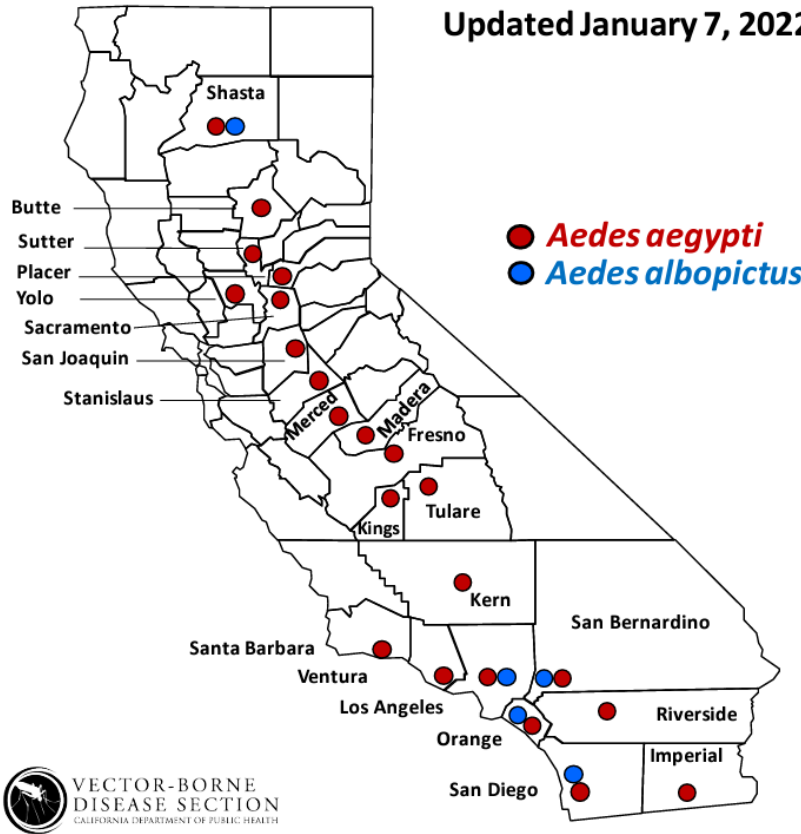 Updated January 7, 2022
Shasta
Butte
Sutter
Placer
Yolo
Sacramento
San Joaquin
Stanislaus
Merced
Madera
Fresno
Kings
Tulare
Kern
San Bernardino
Santa Barbara
Ventura
Los Angeles
Orange
Riverside
San Diego
Imperial
Aedes aegypti
Aedes albopictus
VECTOR-BORNE
DISEASE SECTION
CALIFORNIA DEPARTMENT OF PUBLIC HEALTH